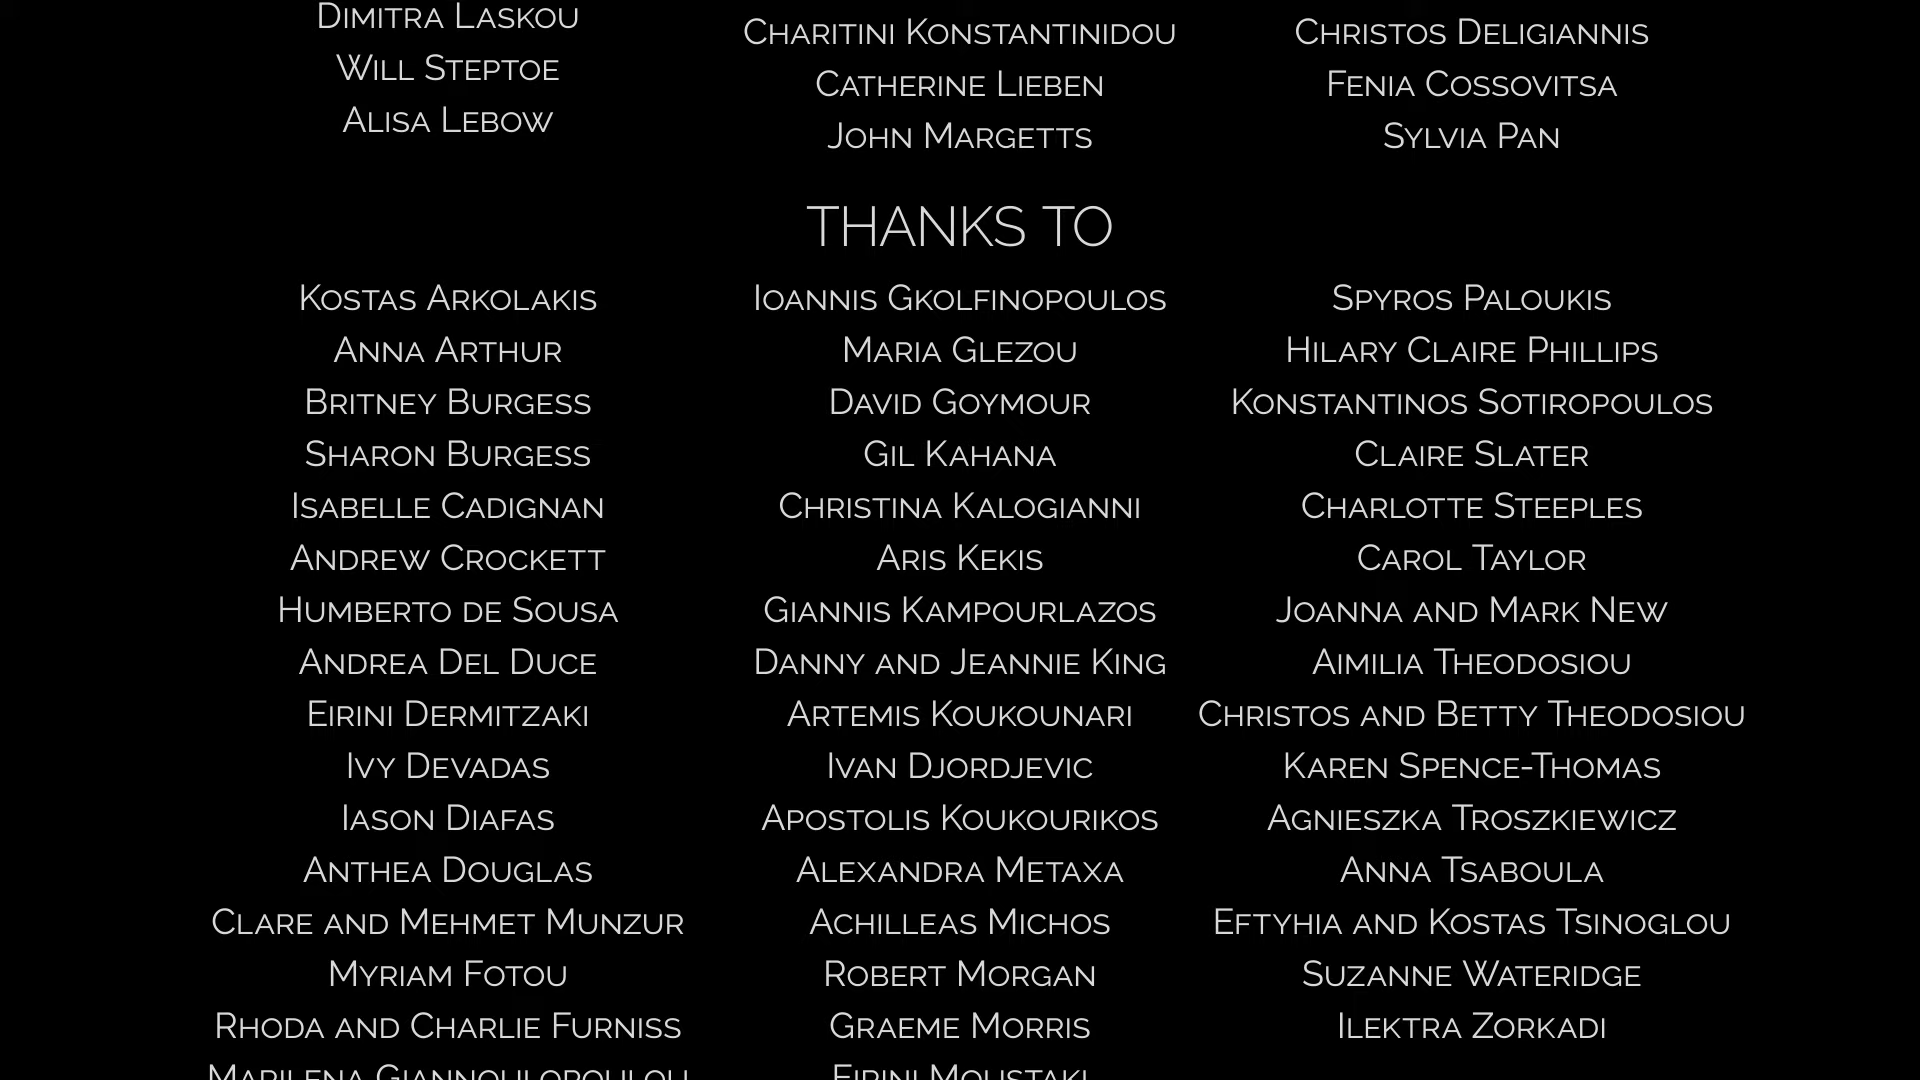 Dimitra Laskou
Will Steptoe
Alisa Lebow
Charitini Konstantinidou
Catherine Lieben
John Margetts
Christos Deligiannis
Fenia Cossovitsa
Sylvia Pan
THANKS TO
Kostas Arkolakis
Anna Arthur
Britney Burgess
Sharon Burgess
Isabelle Cadignan
Andrew Crockett
Humberto de Sousa
Andrea Del Duce
Eirini Dermitzaki
Ivy Devadas
Iason Diafas
Anthea Douglas
Clare and Mehmet Munzur
Myriam Fotou
Rhoda and Charlie Furniss
Marilena Giannoulopoulou
Ioannis Gkolfinopoulos
Maria Glezou
David Goymour
Gil Kahana
Christina Kalogianni
Aris Kekis
Giannis Kampourlazos
Danny and Jeannie King
Artemis Koukounari
Ivan Djordjevic
Apostolis Koukourikos
Alexandra Metaxa
Achilleas Michos
Robert Morgan
Graeme Morris
Eirini Moustaki
Spyros Paloukis
Hilary Claire Phillips
Konstantinos Sotiropoulos
Claire Slater
Charlotte Steeples
Carol Taylor
Joanna and Mark New
Aimilia Theodosiou
Christos and Betty Theodosiou
Karen Spence-Thomas
Agnieszka Troszkiewicz
Anna Tsaboula
Eftyhia and Kostas Tsinoglou
Suzanne Wateridge
Ilektra Zorkadi